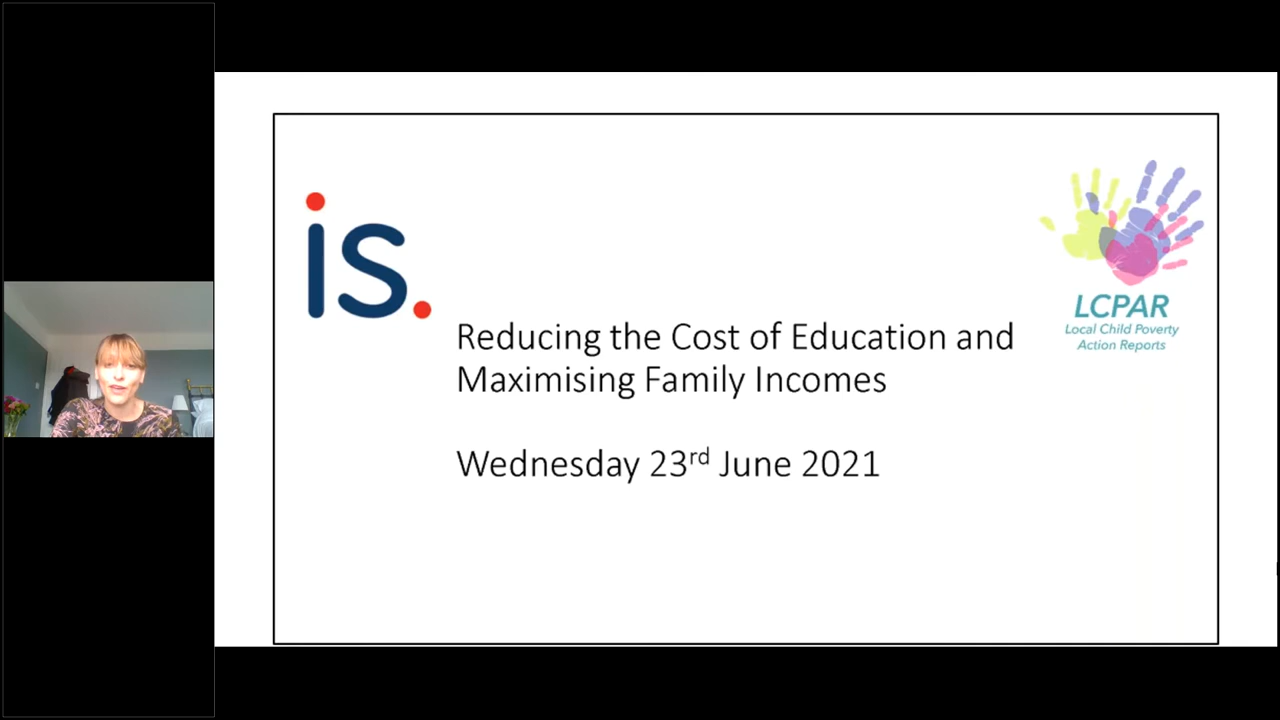 is.
LCPAR
Local Child Poverty
Action Reports
Reducing the Cost of Education and
Maximising Family Incomes
Wednesday 23rd June 2021